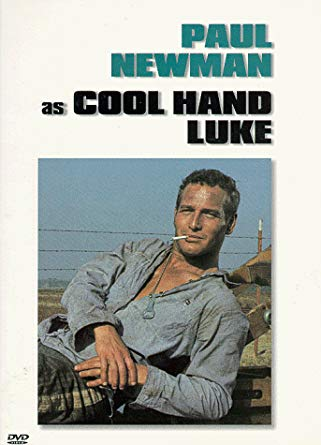 PAUL
NEWMAN
as COOL HAND
LUKE
DVD